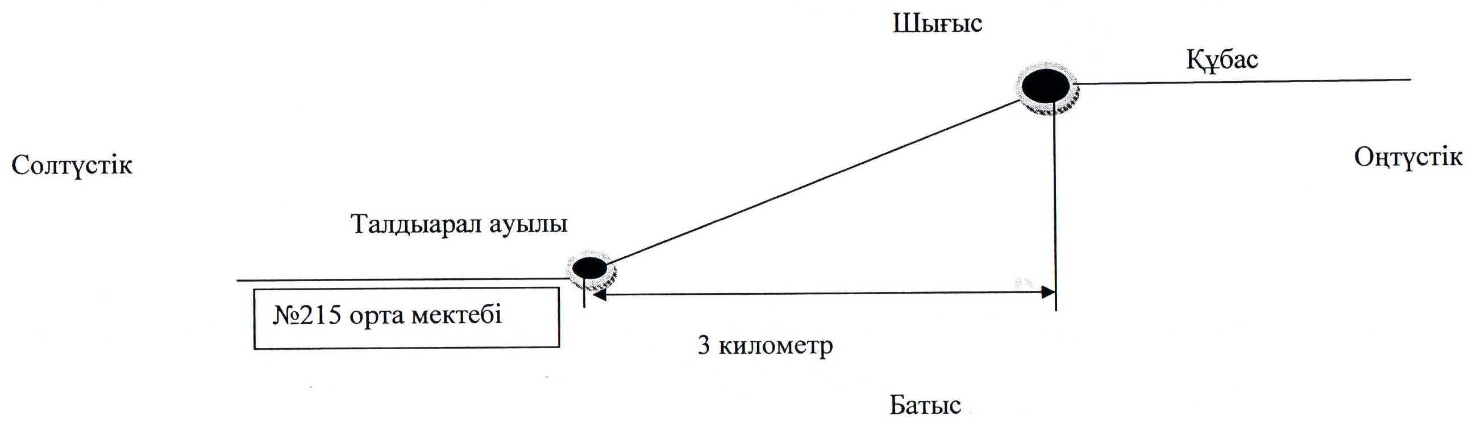 Шығыс
Құбас
Солтүстік
Оңтүстік
Талдыарал ауылы
№215 орта мектебі
3 километр
Батыс